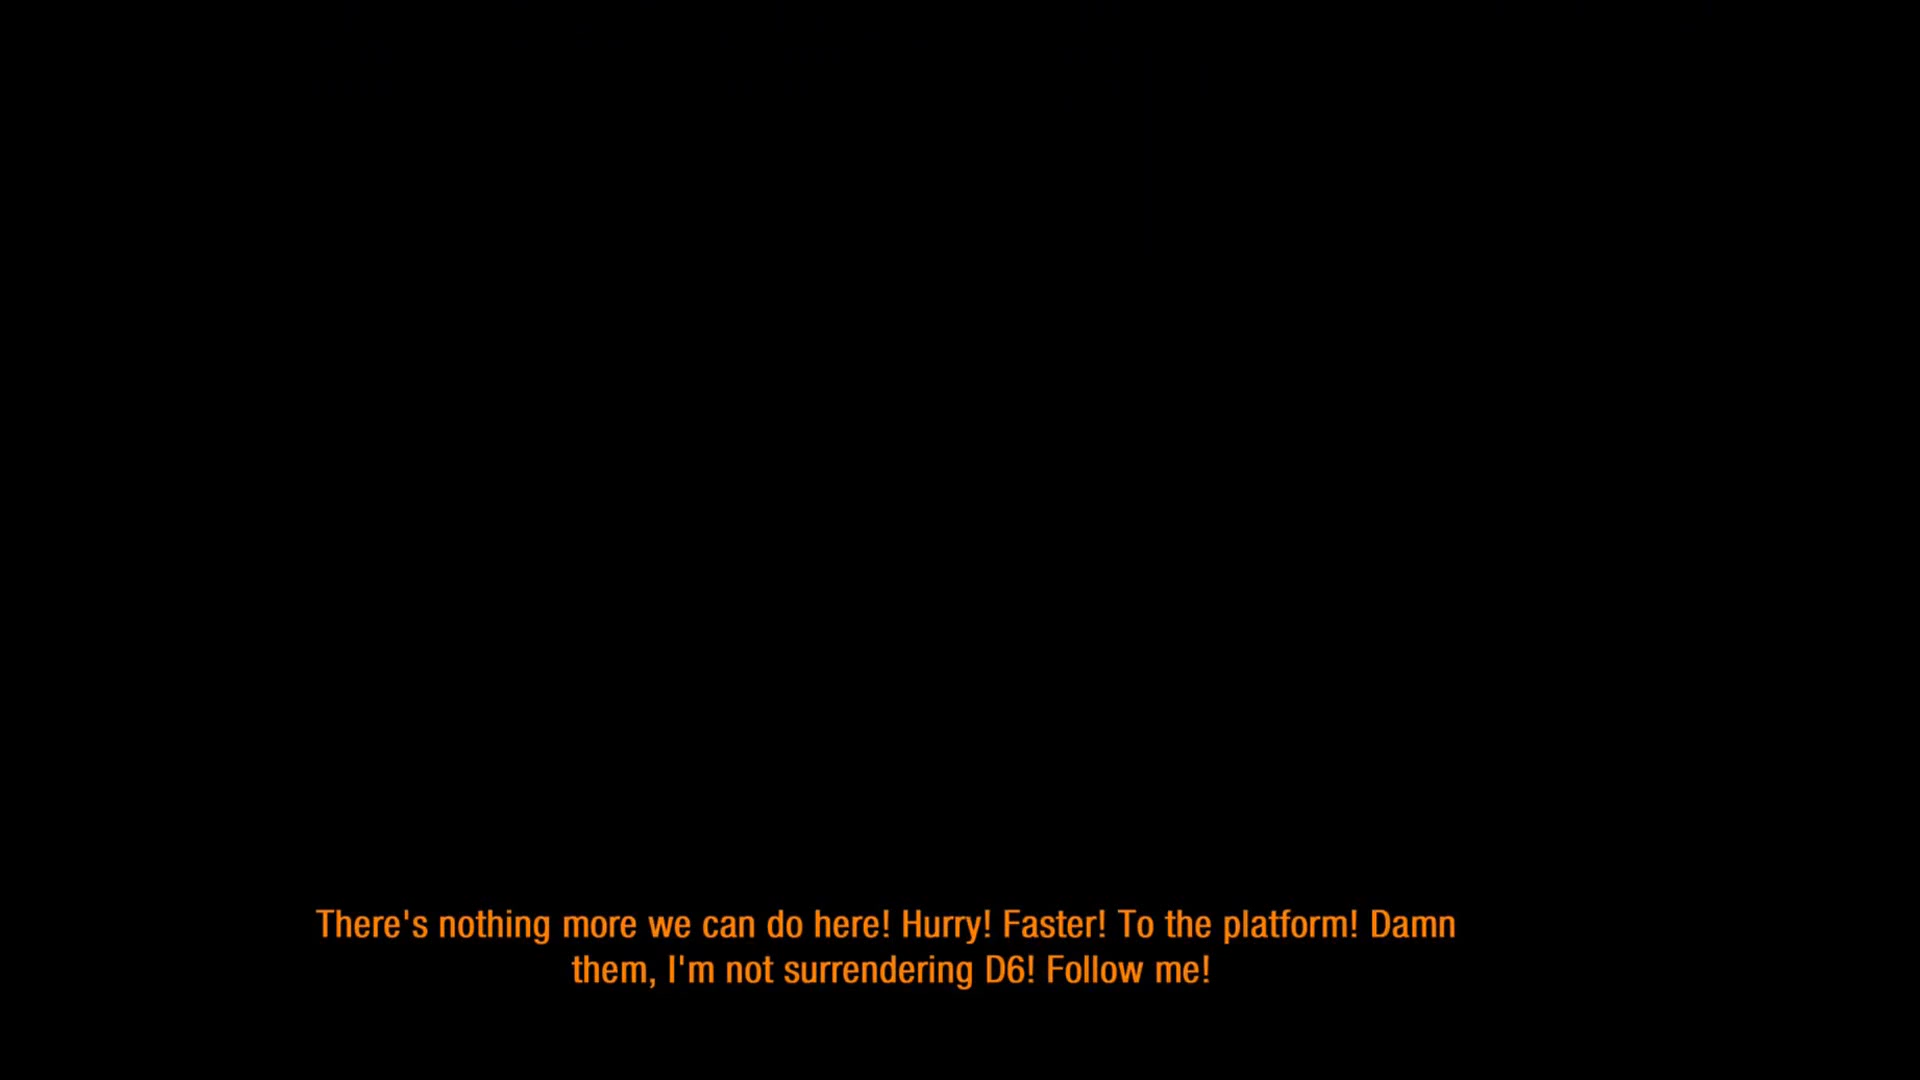 There's nothing more we can do here! Hurry! Faster! To the platform! Damn
them, I'm not surrendering D6! Follow me!